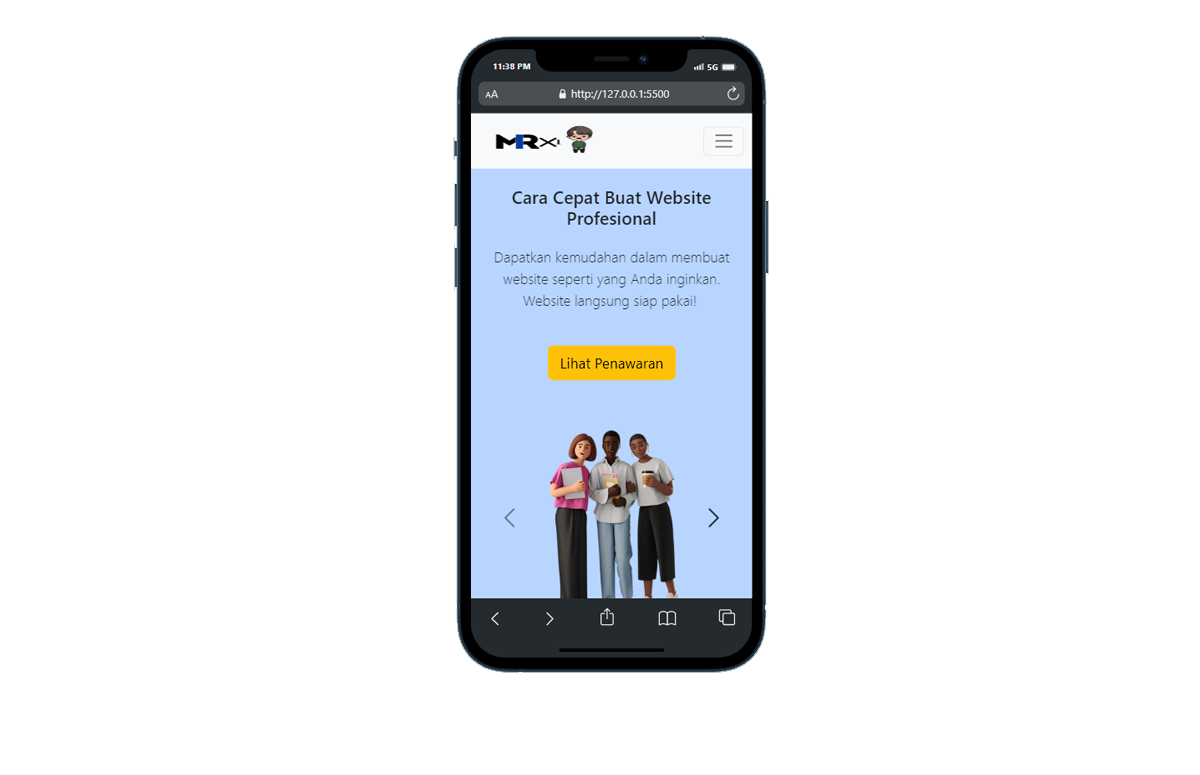 11:38 PM
5G
AA
http://127.0.0.1:5500
MRX
Cara Cepat Buat Website
Profesional
Dapatkan kemudahan dalam membuat
website seperti yang Anda inginkan.
Website langsung siap pakai!
Lihat Penawaran